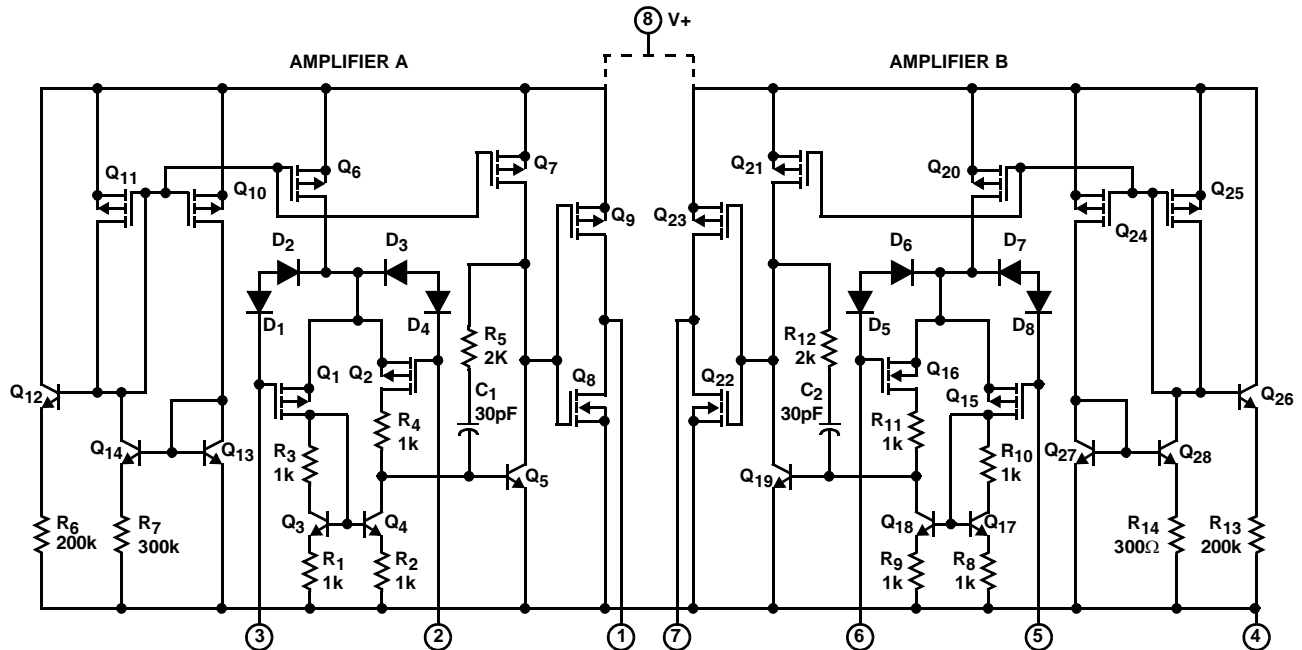 8 V+
AMPLIFIER A
AMPLIFIER B
Q11
Q10
Q6
Q7
Q21
Q20
Q25
Q24
Q9
Q23
D2
D3
D6
D7
D1
D4
D5
D8
R5
2K
R12
2k
Q12
Q1
Q2
Q8
Q22
Q16
Q15
Q26
C1
30pF
C2
30pF
R4
1k
R11
1k
Q14
Q13
R3
1k
R10
1k
Q27
Q28
Q5
Q19
Q3
Q4
Q18
Q17
R6
200k
R7
300k
R14
300Ω
R13
200k
R1
1k
R2
1k
R9
1k
R8
1k
3
2
1
7
6
5
4